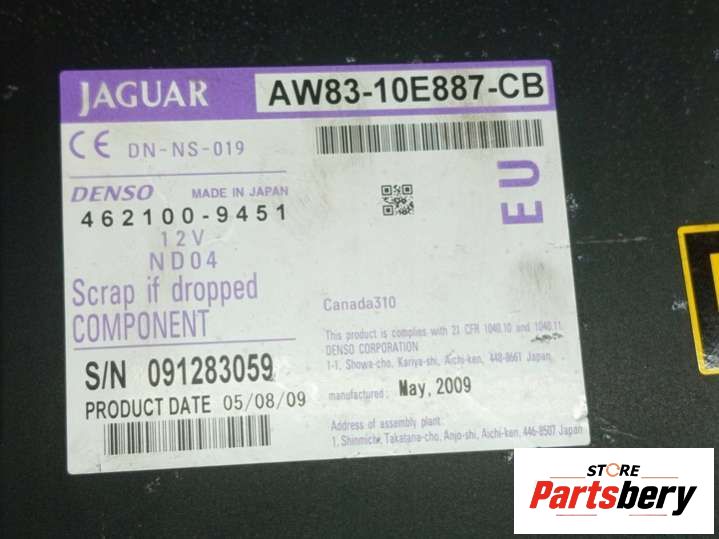 JAGUAR AW83-10E887-CB
CE DN-NS-019
DENSO MADE IN JAPAN
462100-9451
12V
ND04
EU
Scrap if dropped
COMPONENT
S/N 091283059
PRODUCT DATE 05/08/09
Canada310
This product is complies with 21 CFR 1040.10 and 1040.11
DENSO CORPORATION
1-1, Showa-cho, Kariya-shi, Aichi-ken, 448-8661 Japan
manufactured: May, 2009
Address of assembly plant:
1, Shinmichi, Takatana-cho, Anjo-shi, Aichi-ken, 446-8507 Japan
STORE
Partsbery